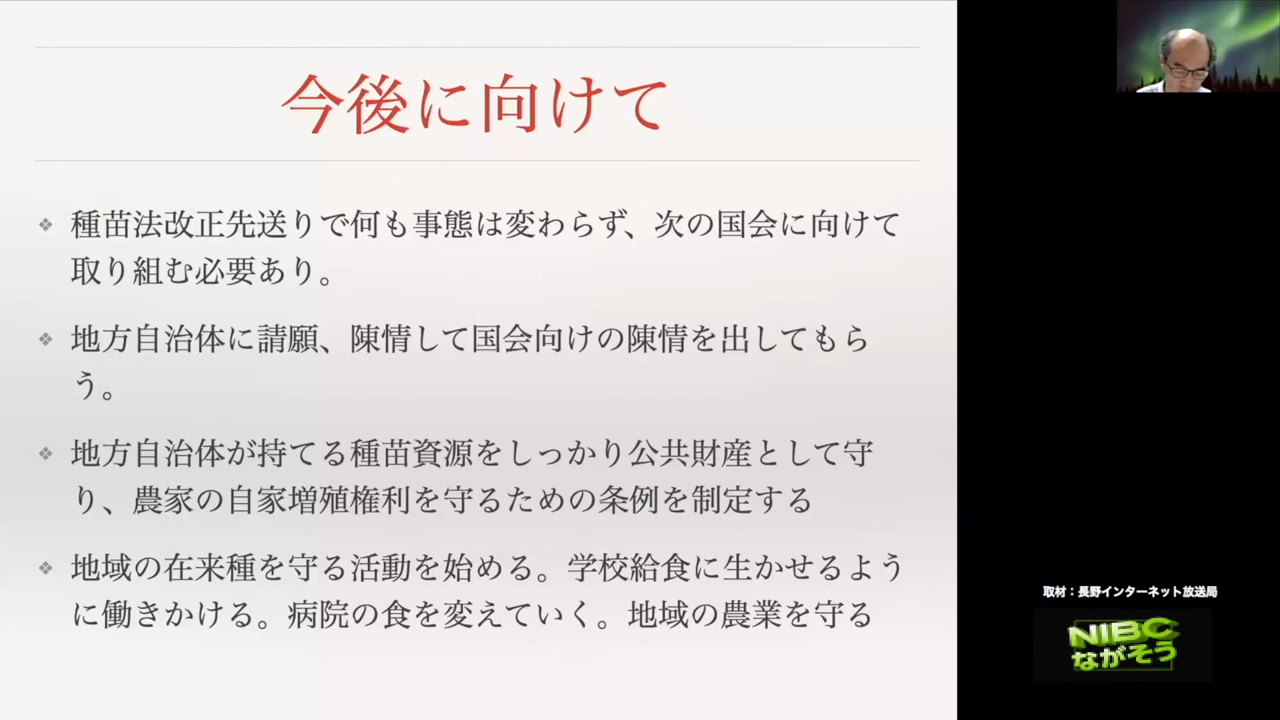 今後に向けて
種苗法改正先送りで何も事態は変わらず、次の国会に向けて
取り組む必要あり。
地方自治体に請願、陳情して国会向けの陳情を出してもら
う。
地方自治体が持てる種苗資源をしっかり公共財産として守
り、農家の自家増殖権利を守るための条例を制定する
地域の在来種を守る活動を始める。学校給食に生かせるよう
に働きかける。病院の食を変えていく。地域の農業を守る
取材：長野インターネット放送局
NIBC
ながそう